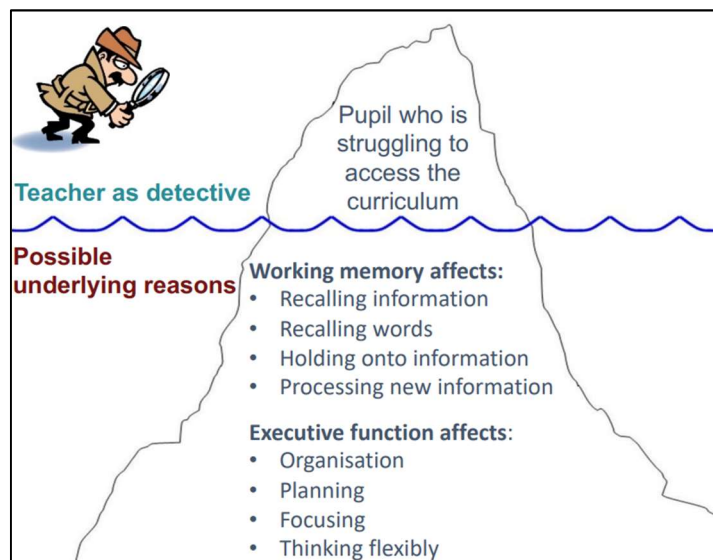 Pupil who is
struggling to
access the
curriculum
Teacher as detective
Possible
underlying reasons
Working memory affects:
• Recalling information
• Recalling words
• Holding onto information
• Processing new information
Executive function affects:
• Organisation
• Planning
• Focusing
• Thinking flexibly